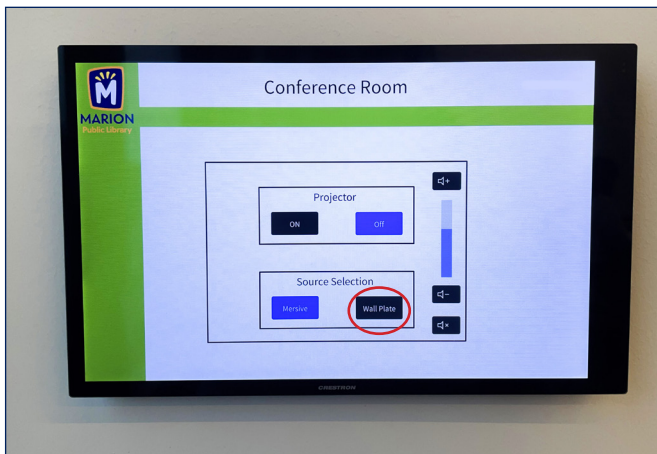 Conference Room
M
MARION
Public Library
Projector
ON
Off
Source Selection
Mersive
Wall Plate
+
-
×
CRESTRON